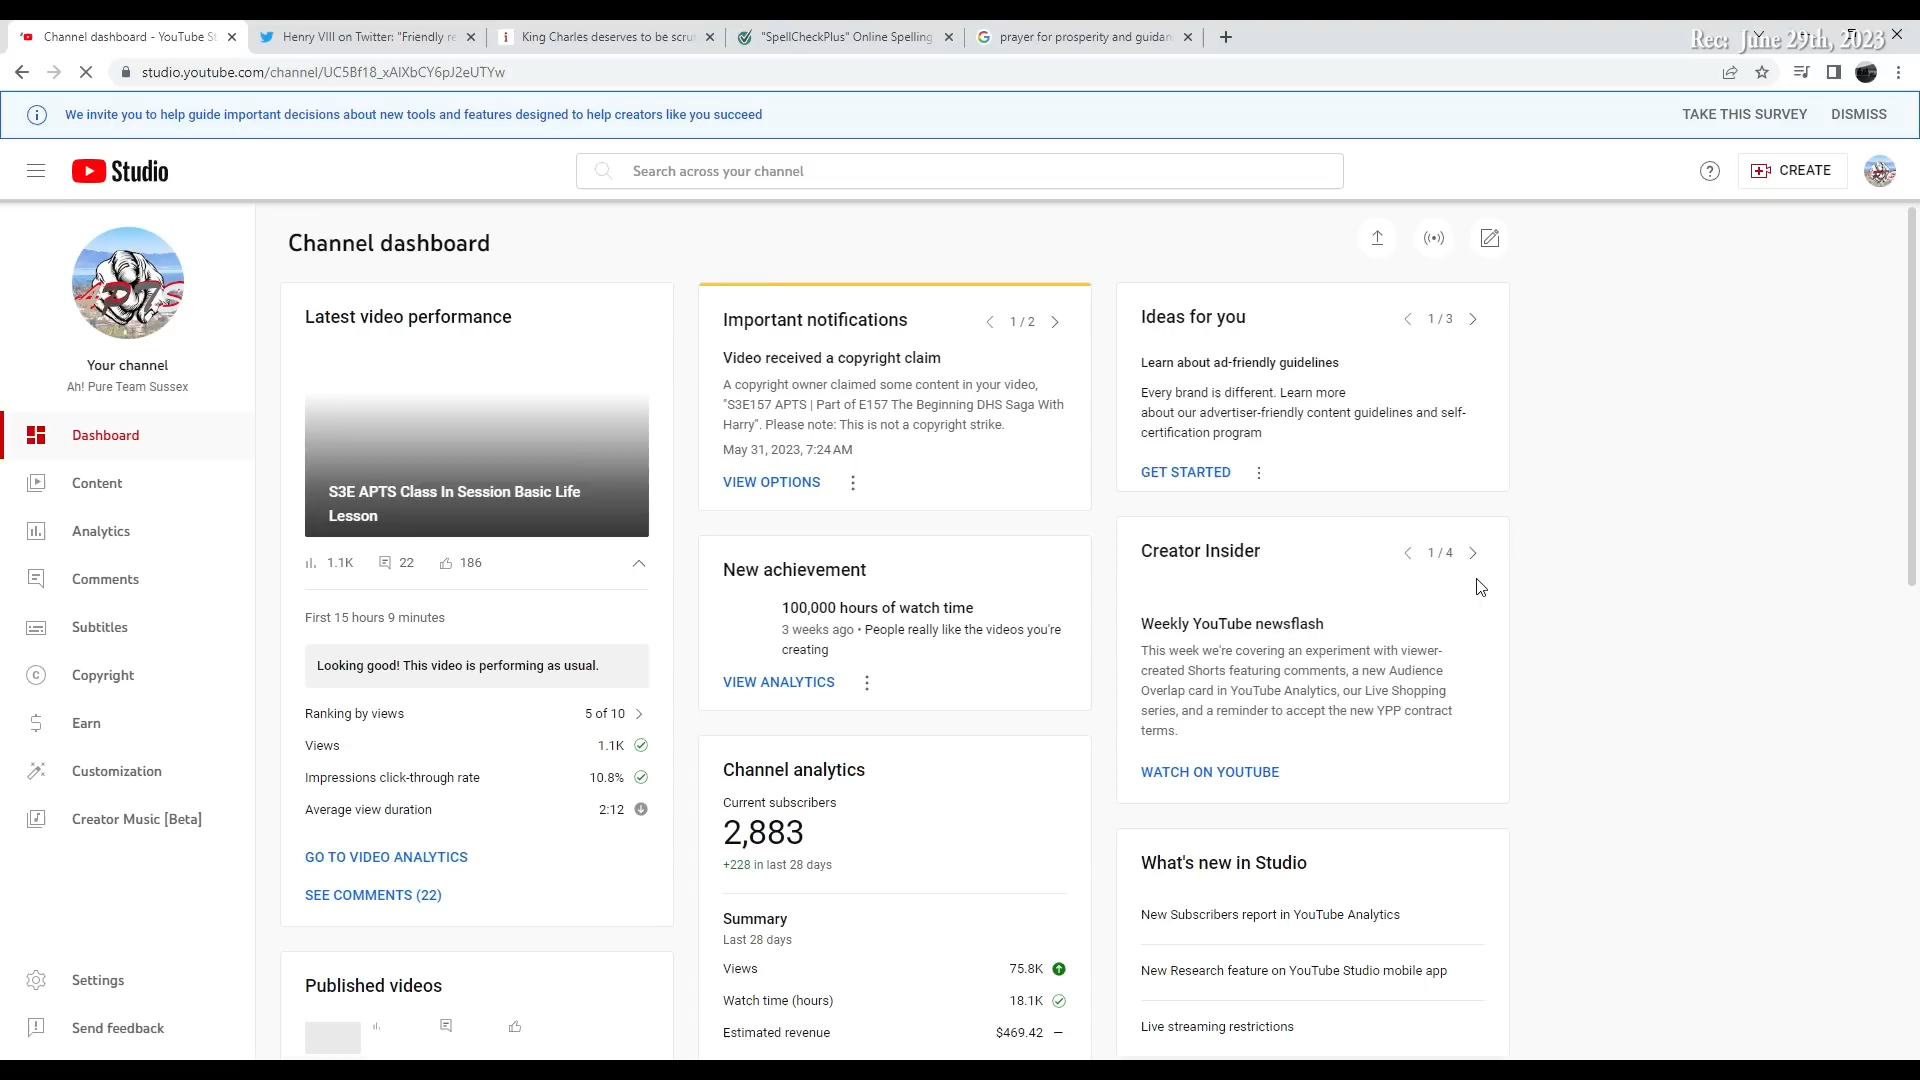 Channel dashboard - YouTube St
Henry VIII on Twitter: "Friendly re
King Charles deserves to be scru
"SpellCheckPlus" Online Spelling
prayer for prosperity and guidan
Rec: June 29th, 2023
studio.youtube.com/channel/UC5Bf18_xAlXbCY6pJ2eUTYw
We invite you to help guide important decisions about new tools and features designed to help creators like you succeed
TAKE THIS SURVEY
DISMISS
Studio
Search across your channel
CREATE
Your channel
Ah! Pure Team Sussex
Dashboard
Content
Analytics
Comments
Subtitles
Copyright
Earn
Customization
Creator Music [Beta]
Settings
Send feedback
Channel dashboard
Latest video performance
S3E APTS Class In Session Basic Life
Lesson
1.1K 22 186
First 15 hours 9 minutes
Looking good! This video is performing as usual.
Ranking by views 5 of 10
Views 1.1K
Impressions click-through rate 10.8%
Average view duration 2:12
GO TO VIDEO ANALYTICS
SEE COMMENTS (22)
Published videos
Important notifications 1 / 2
Video received a copyright claim
A copyright owner claimed some content in your video,
"S3E157 APTS | Part of E157 The Beginning DHS Saga With
Harry". Please note: This is not a copyright strike.
May 31, 2023, 7:24 AM
VIEW OPTIONS
New achievement
100,000 hours of watch time
3 weeks ago • People really like the videos you're
creating
VIEW ANALYTICS
Channel analytics
Current subscribers
2,883
+228 in last 28 days
Summary
Last 28 days
Views 75.8K
Watch time (hours) 18.1K
Estimated revenue $469.42 —
Ideas for you 1 / 3
Learn about ad-friendly guidelines
Every brand is different. Learn more
about our advertiser-friendly content guidelines and self-
certification program
GET STARTED
Creator Insider 1 / 4
Weekly YouTube newsflash
This week we're covering an experiment with viewer-
created Shorts featuring comments, a new Audience
Overlap card in YouTube Analytics, our Live Shopping
series, and a reminder to accept the new YPP contract
terms.
WATCH ON YOUTUBE
What's new in Studio
New Subscribers report in YouTube Analytics
New Research feature on YouTube Studio mobile app
Live streaming restrictions